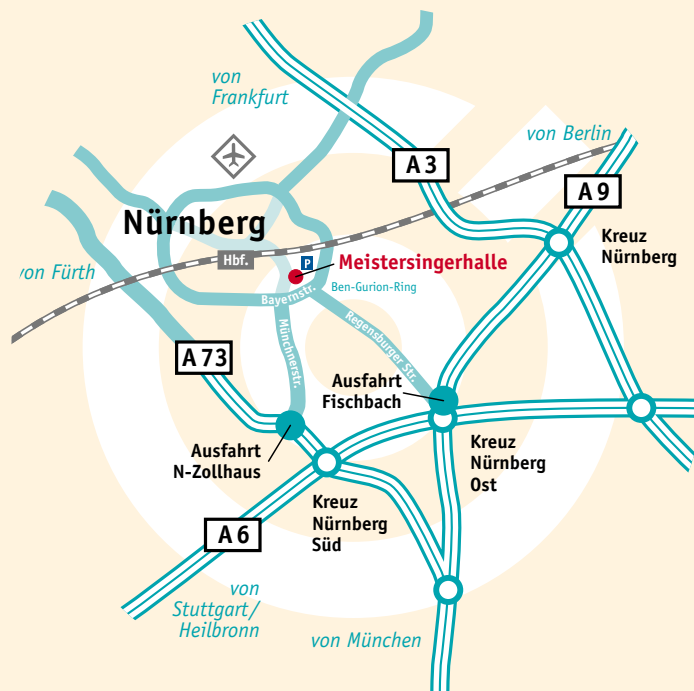 von
Frankfurt
von Berlin
A 3
A 9
Nürnberg
Kreuz
Nürnberg
Hbf.
P
Meistersingerhalle
von Fürth
Ben-Gurion-Ring
Bayernstr.
Münchnerstr.
Regensburger Str.
A 73
Ausfahrt
Fischbach
Ausfahrt
N-Zollhaus
Kreuz
Nürnberg
Ost
Kreuz
Nürnberg
Süd
A 6
von
Stuttgart/
Heilbronn
von München